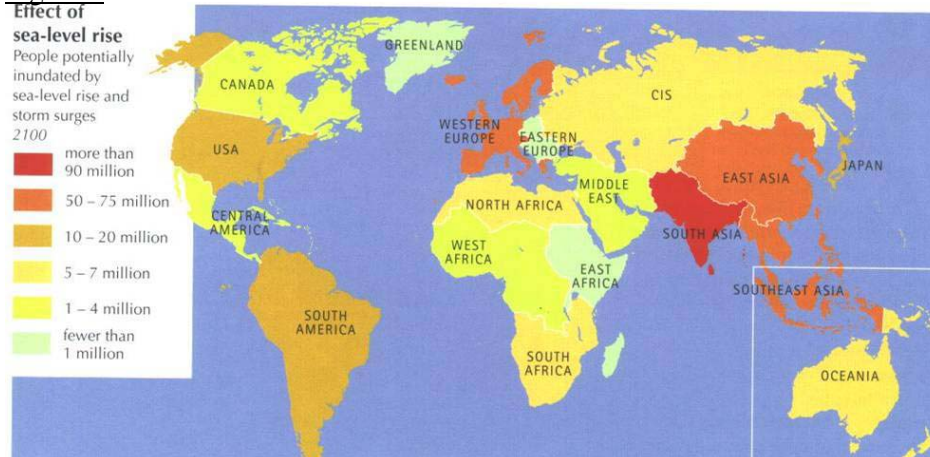 Effect of
sea-level rise
People potentially
inundated by
sea-level rise and
storm surges
2100
more than
90 million
50 – 75 million
10 – 20 million
5 – 7 million
1 – 4 million
fewer than
1 million
GREENLAND
CANADA
CIS
WESTERN
EUROPE
EASTERN
EUROPE
USA
JAPAN
EAST ASIA
MIDDLE
EAST
NORTH AFRICA
CENTRAL
AMERICA
SOUTH ASIA
WEST
AFRICA
EAST
AFRICA
SOUTHEAST ASIA
SOUTH
AMERICA
SOUTH
AFRICA
OCEANIA